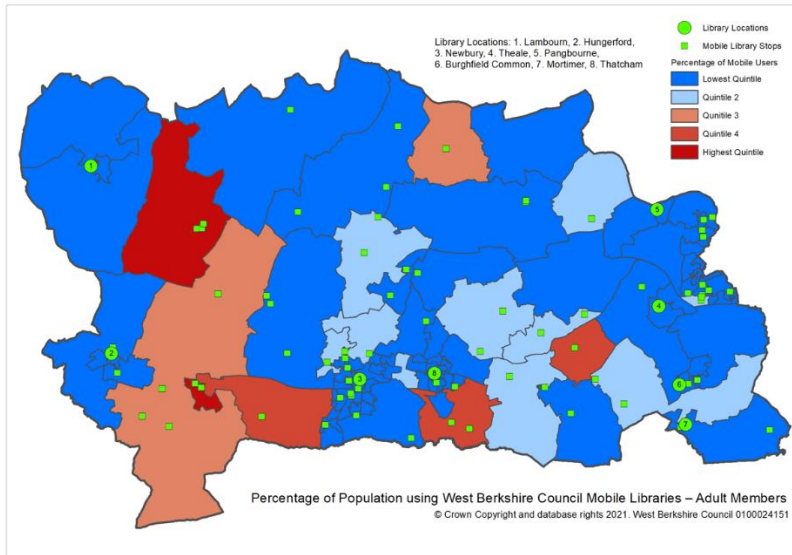 Library Locations: 1. Lambourn, 2. Hungerford,
3. Newbury, 4. Theale, 5. Pangbourne,
6. Burghfield Common, 7. Mortimer, 8. Thatcham
Library Locations
Mobile Library Stops
Percentage of Mobile Users
Lowest Quintile
Quintile 2
Qunitile 3
Quintile 4
Highest Quintile
1
5
4
2
3
8
6
7
Percentage of Population using West Berkshire Council Mobile Libraries – Adult Members
© Crown Copyright and database rights 2021. West Berkshire Council 0100024151